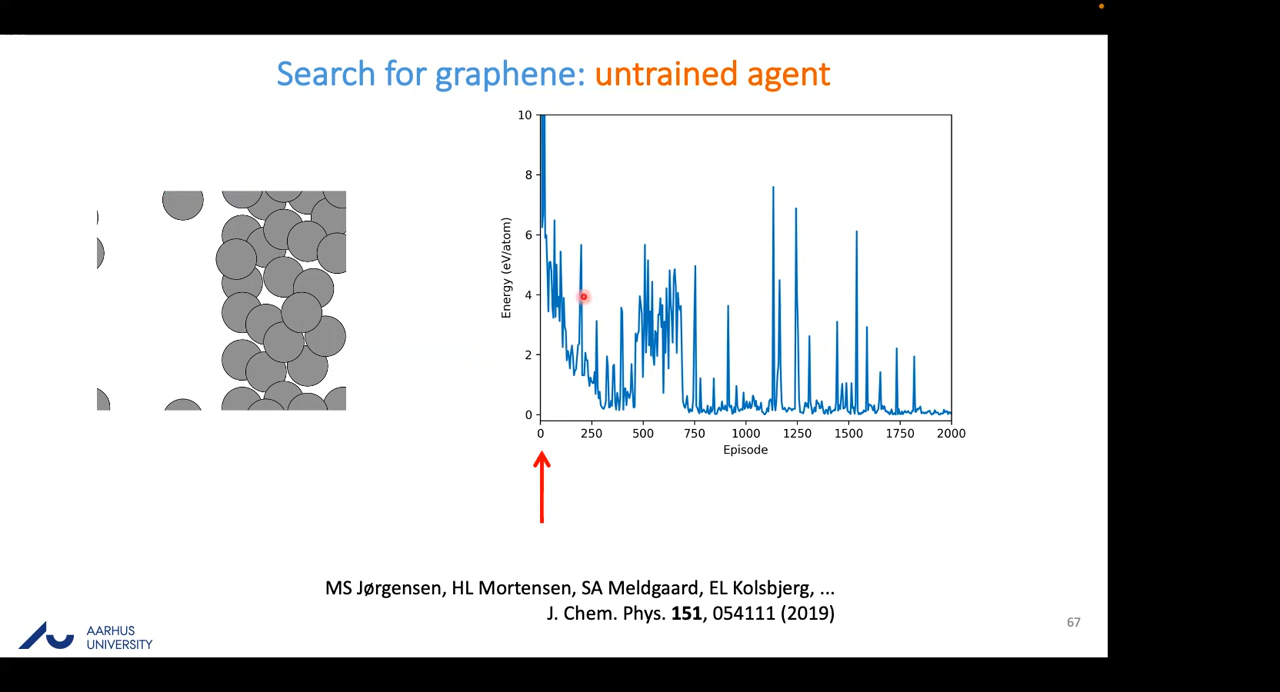 Search for graphene: untrained agent
10
8
6
4
2
0
Energy (eV/atom)
0 250 500 750 1000 1250 1500 1750 2000
Episode
MS Jørgensen, HL Mortensen, SA Meldgaard, EL Kolsbjerg, ...
J. Chem. Phys. 151, 054111 (2019)
AARHUS
UNIVERSITY
67